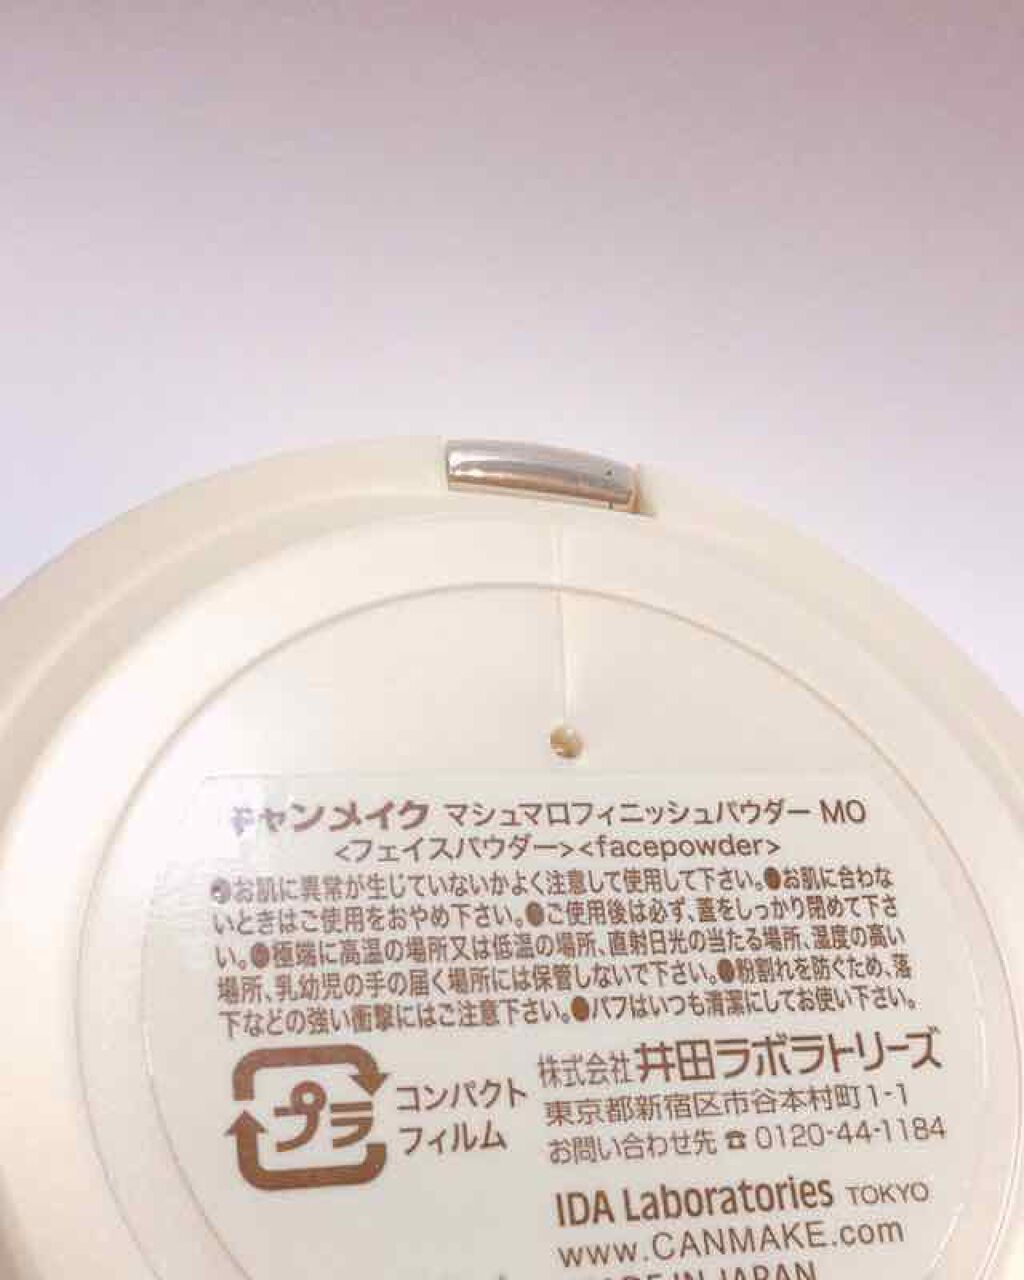 キャンメイク マシュマロフィニッシュパウダー MO
<フェイスパウダー><facepowder>
●お肌に異常が生じていないかよく注意して使用して下さい。●お肌に合わな
いときはご使用をおやめ下さい。●ご使用後は必ず、蓋をしっかり閉めて下さ
い。●極端に高温の場所又は低温の場所、直射日光の当たる場所、湿度の高い
場所、乳幼児の手の届く場所には保管しないで下さい。●粉割れを防ぐため、落
下などの強い衝撃にはご注意下さい。●パフはいつも清潔にしてお使い下さい。
プラ
コンパクト
フィルム
株式会社井田ラボラトリーズ
東京都新宿区市谷本村町1-1
お問い合わせ先 ☎ 0120-44-1184
IDA Laboratories TOKYO
www.CANMAKE.com
MADE IN JAPAN